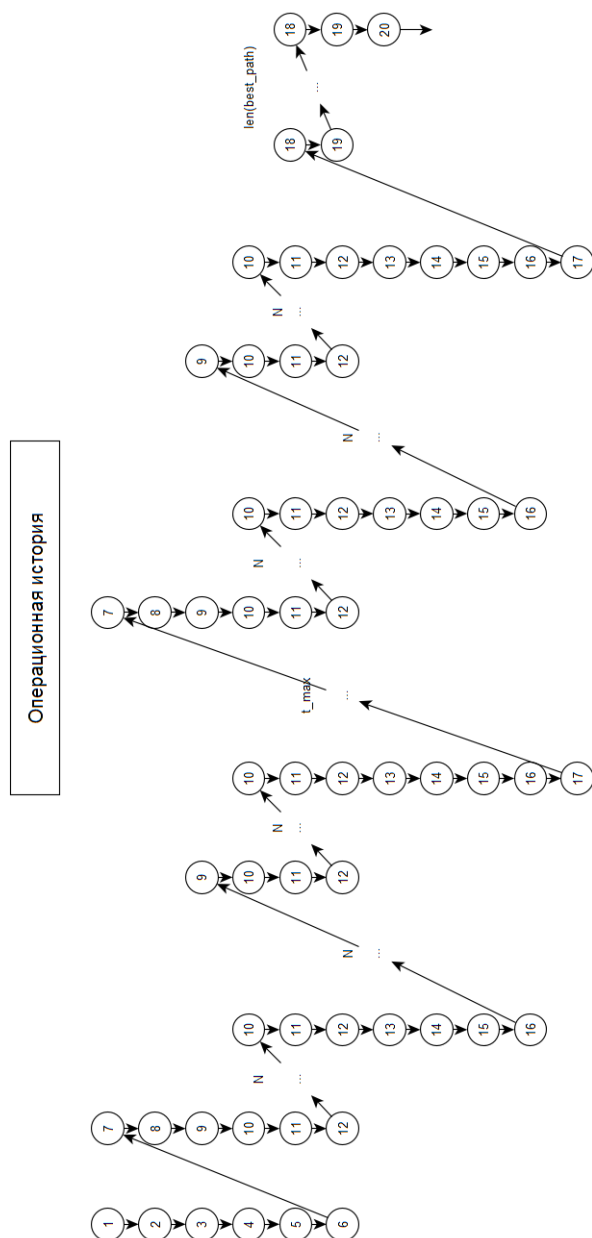 Операционная история
1 7 7
2 8 8
3 9 9 9 9
4 10 10 10 10 10 10 10 10 len(best_path)
N N N N
5 11 ... 11 11 ... 11 11 ... 11 11 ... 11 18 18
t_max
6 12 12 N 12 12 ... 12 12 N 12 12 19 19
13 ... 13 13 ... 13 ... 20
14 14 14 14
15 15 15 15
16 16 16 16
17 17